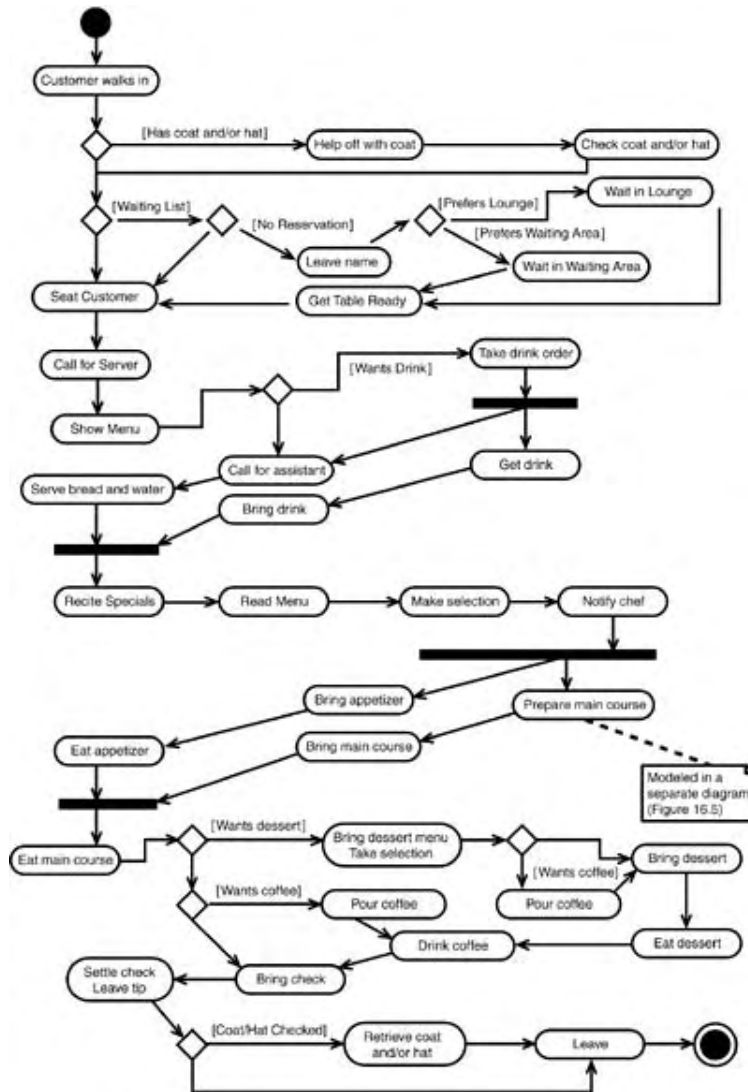 Customer walks in
[Has coat and/or hat]
Help off with coat
Check coat and/or hat
[Waiting List]
[No Reservation]
[Prefers Lounge]
Wait in Lounge
[Prefers Waiting Area]
Leave name
Wait in Waiting Area
Seat Customer
Get Table Ready
Call for Server
[Wants Drink]
Take drink order
Show Menu
Call for assistant
Get drink
Serve bread and water
Bring drink
Recite Specials
Read Menu
Make selection
Notify chef
Bring appetizer
Prepare main course
Eat appetizer
Bring main course
Modeled in a
separate diagram
(Figure 16.5)
Eat main course
[Wants dessert]
Bring dessert menu
Take selection
Bring dessert
[Wants coffee]
Pour coffee
[Wants coffee]
Pour coffee
Drink coffee
Eat dessert
Settle check
Leave tip
Bring check
[Coat/Hat Checked]
Retrieve coat
and/or hat
Leave